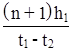 (n + 1)h₁
t₁ - t₂